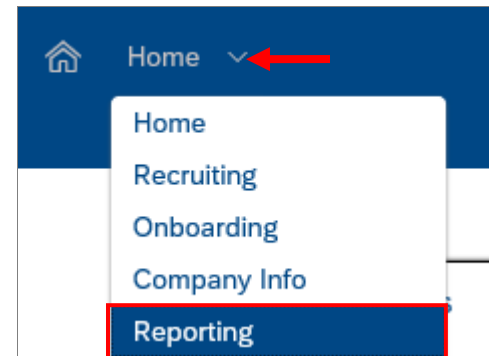 Home
Home
Recruiting
Onboarding
Company Info
Reporting